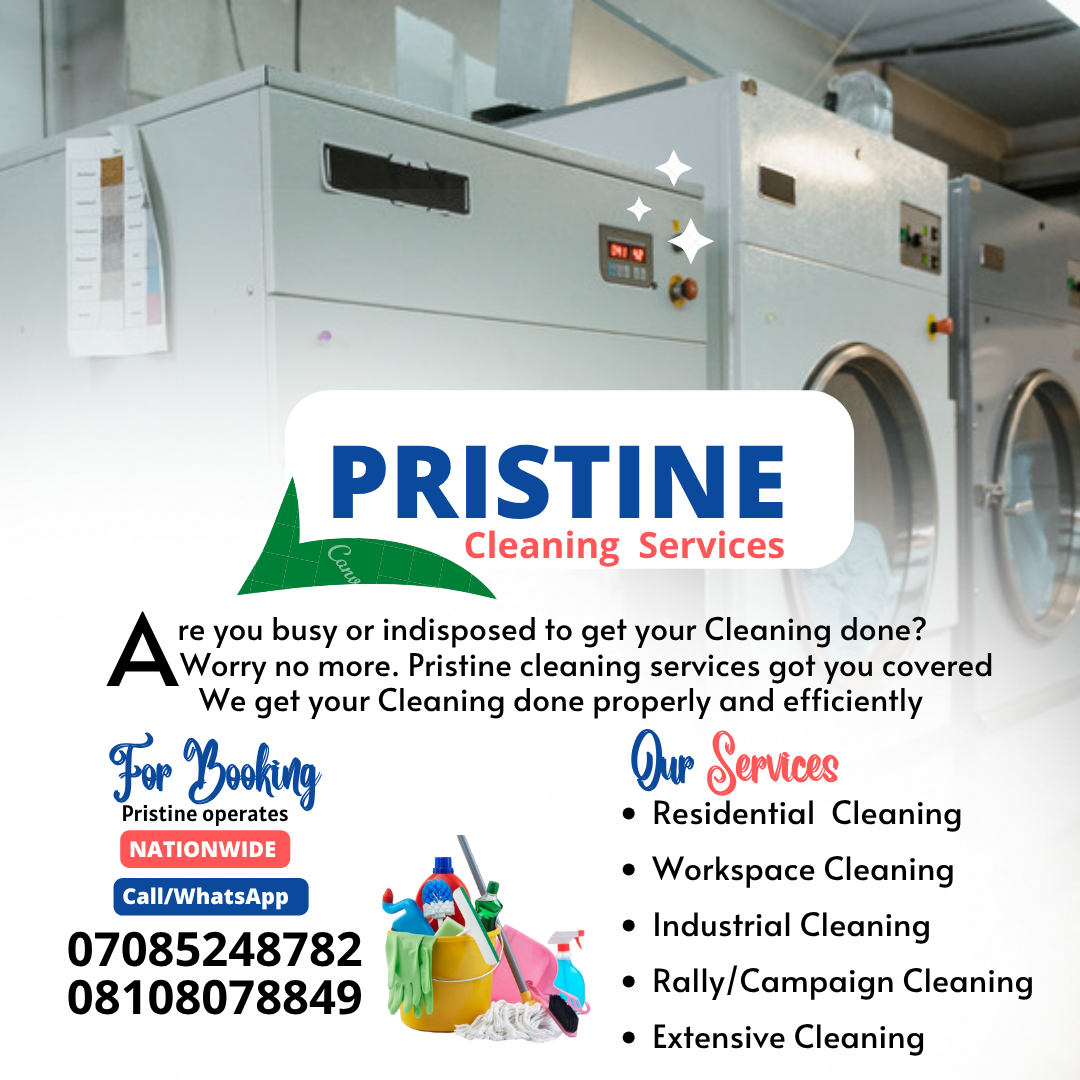 PRISTINE
Cleaning Services
Canv
Are you busy or indisposed to get your Cleaning done?
Worry no more. Pristine cleaning services got you covered
We get your Cleaning done properly and efficiently
For Booking
Pristine operates
NATIONWIDE
Call/WhatsApp
07085248782
08108078849
Our Services
• Residential Cleaning
• Workspace Cleaning
• Industrial Cleaning
• Rally/Campaign Cleaning
• Extensive Cleaning